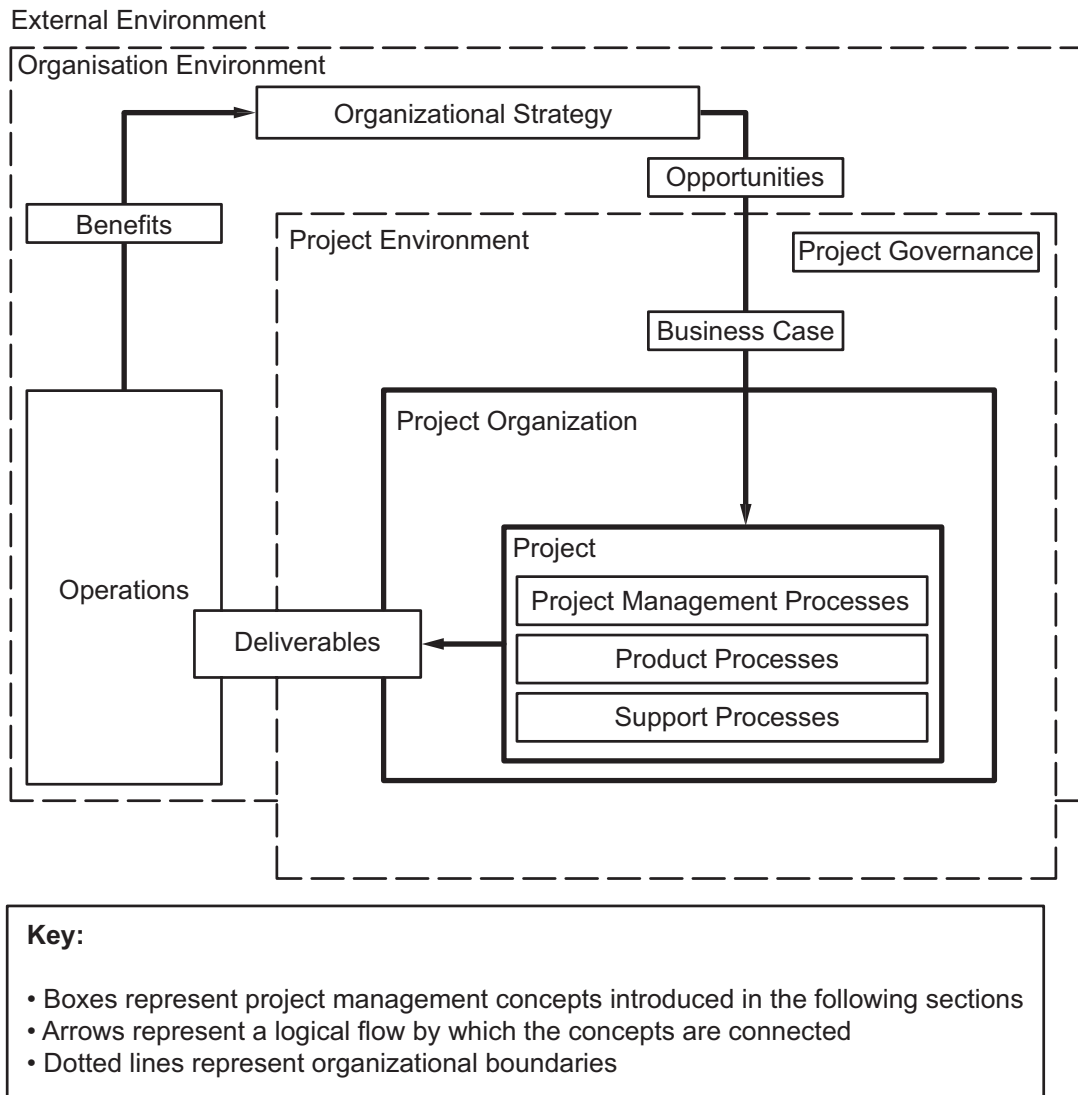 External Environment
Organisation Environment
Organizational Strategy
Opportunities
Benefits
Project Environment
Project Governance
Business Case
Project Organization
Project
Operations
Project Management Processes
Deliverables
Product Processes
Support Processes
Key:
• Boxes represent project management concepts introduced in the following sections
• Arrows represent a logical flow by which the concepts are connected
• Dotted lines represent organizational boundaries